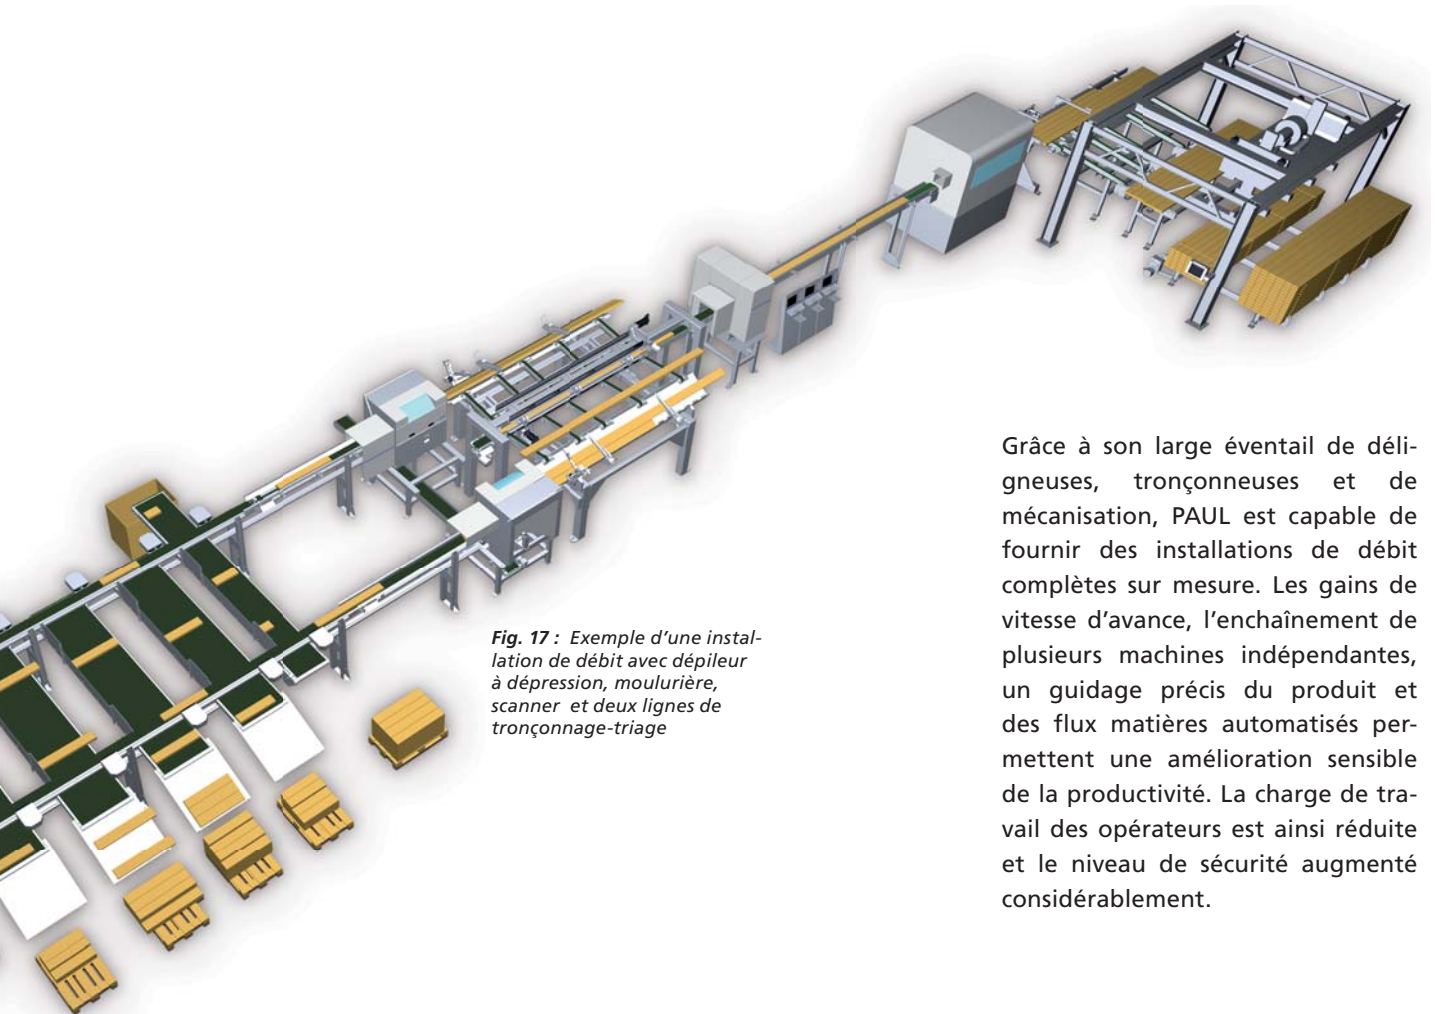 Grâce à son large éventail de déli-
gneuses, tronçonneuses et de
mécanisation, PAUL est capable de
fournir des installations de débit
complètes sur mesure. Les gains de
vitesse d’avance, l’enchaînement de
plusieurs machines indépendantes,
un guidage précis du produit et
des flux matières automatisés per-
mettent une amélioration sensible
de la productivité. La charge de tra-
vail des opérateurs est ainsi réduite
et le niveau de sécurité augmenté
considérablement.
Fig. 17 : Exemple d’une instal-
lation de débit avec dépileur
à dépression, moulurière,
scanner et deux lignes de
tronçonnage-triage